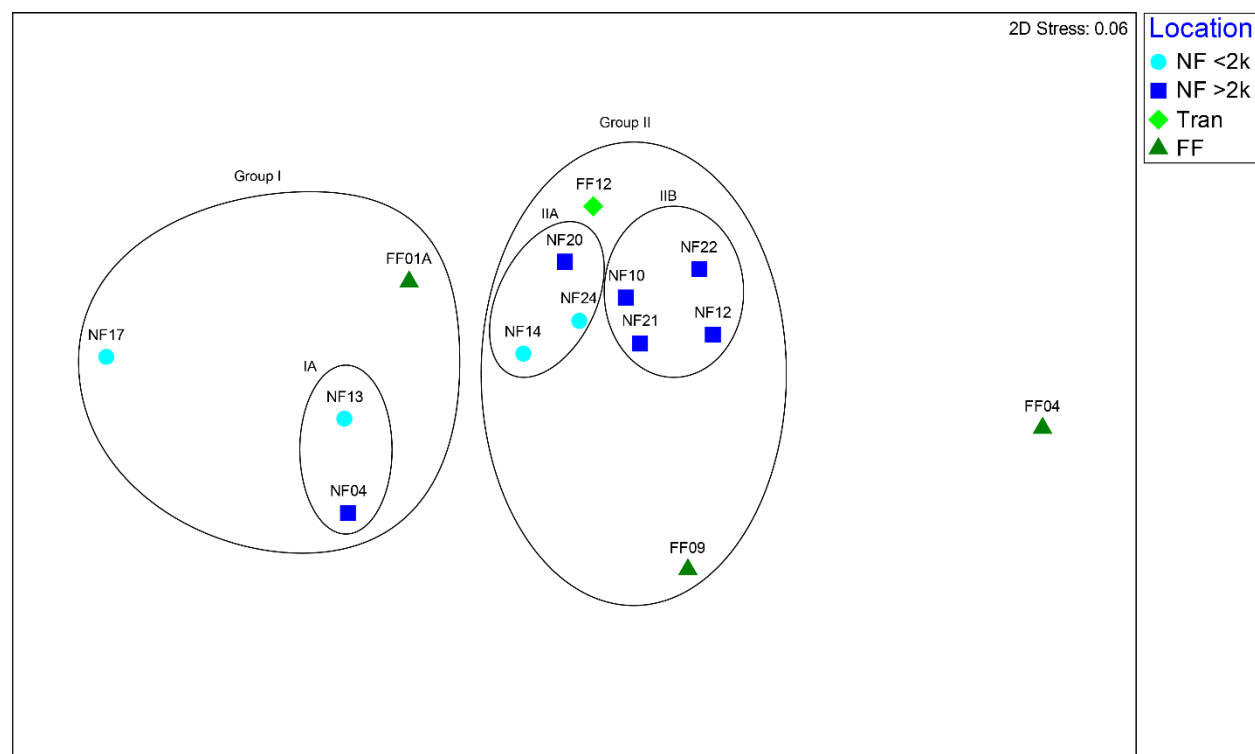 2D Stress: 0.06
Location
NF <2k
NF >2k
Tran
FF
Group II
Group I
FF12
IIA
IIB
NF20
NF22
FF01A
NF10
NF24
NF21
NF12
NF14
NF17
IA
NF13
FF04
NF04
FF09